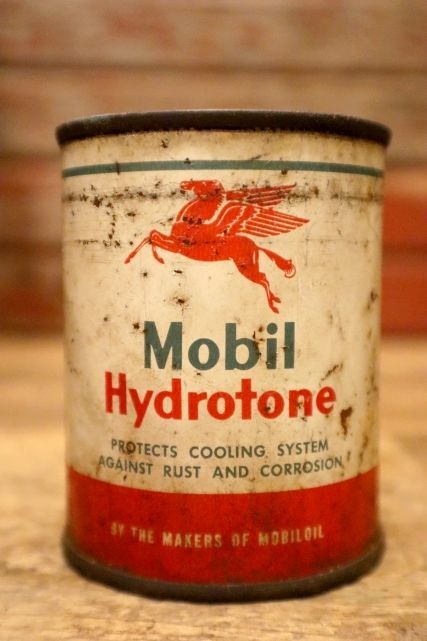 Mobil
Hydrotone
PROTECTS COOLING SYSTEM
AGAINST RUST AND CORROSION
BY THE MAKERS OF MOBILOIL